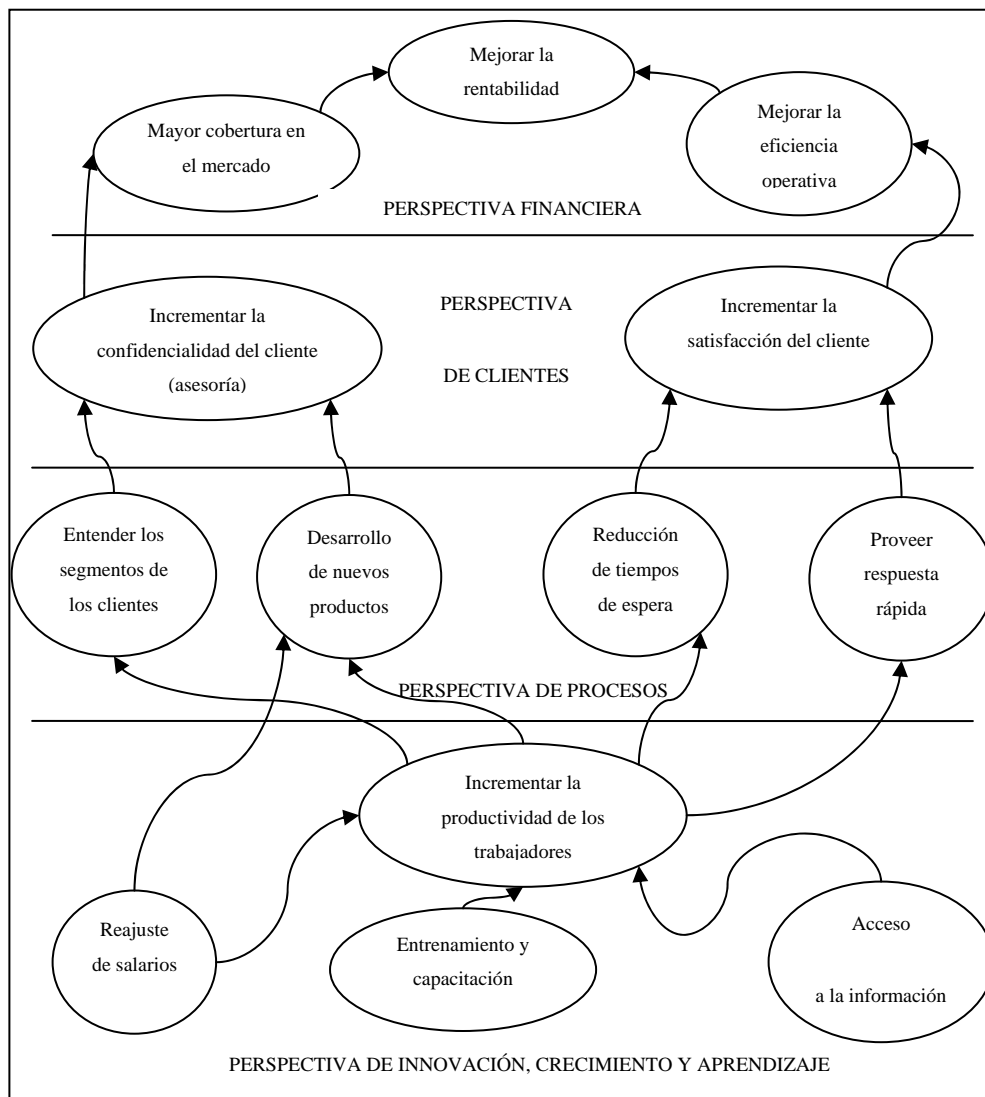 Mejorar la
rentabilidad
Mayor cobertura en
el mercado
Mejorar la
eficiencia
operativa
PERSPECTIVA FINANCIERA
Incrementar la
confidencialidad del cliente
(asesoría)
PERSPECTIVA
DE CLIENTES
Incrementar la
satisfacción del cliente
Entender los
segmentos de
los clientes
Desarrollo
de nuevos
productos
Reducción
de tiempos
de espera
Proveer
respuesta
rápida
PERSPECTIVA DE PROCESOS
Incrementar la
productividad de los
trabajadores
Reajuste
de salarios
Entrenamiento y
capacitación
Acceso
a la información
PERSPECTIVA DE INNOVACIÓN, CRECIMIENTO Y APRENDIZAJE